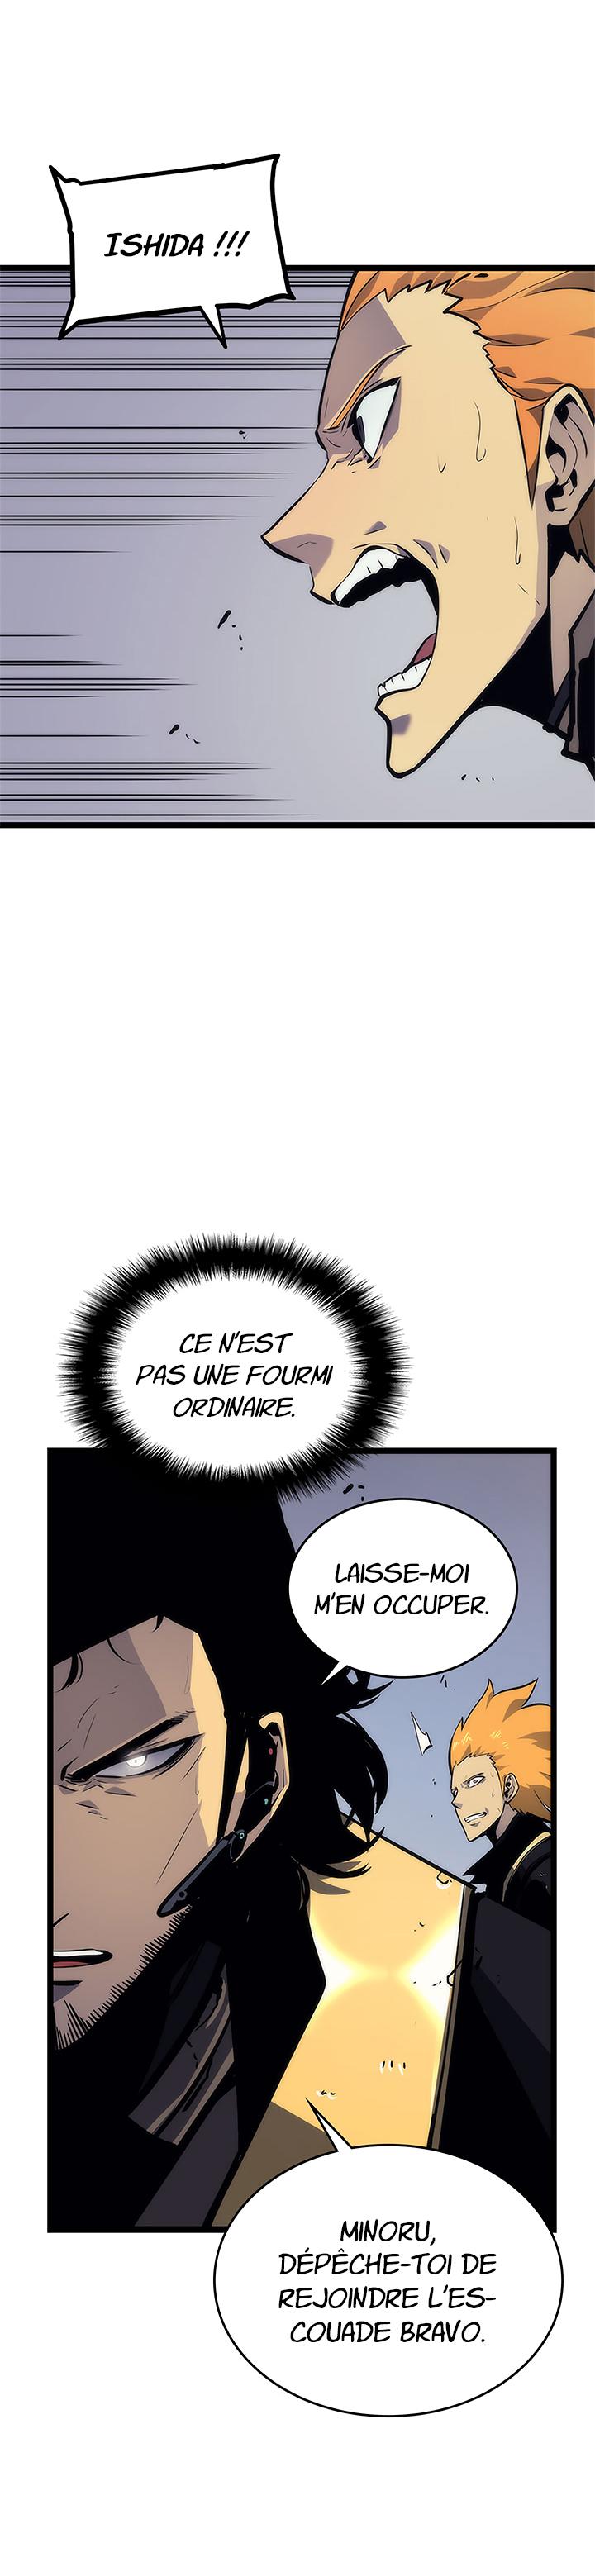 ISHIDA !!!
CE N'EST
PAS UNE FOURMI
ORDINAIRE.
LAISSE-MOI
M'EN OCCUPER.
MINORU,
DÉPÊCHE-TOI DE
REJOINDRE L'ES-
COUADE BRAVO.